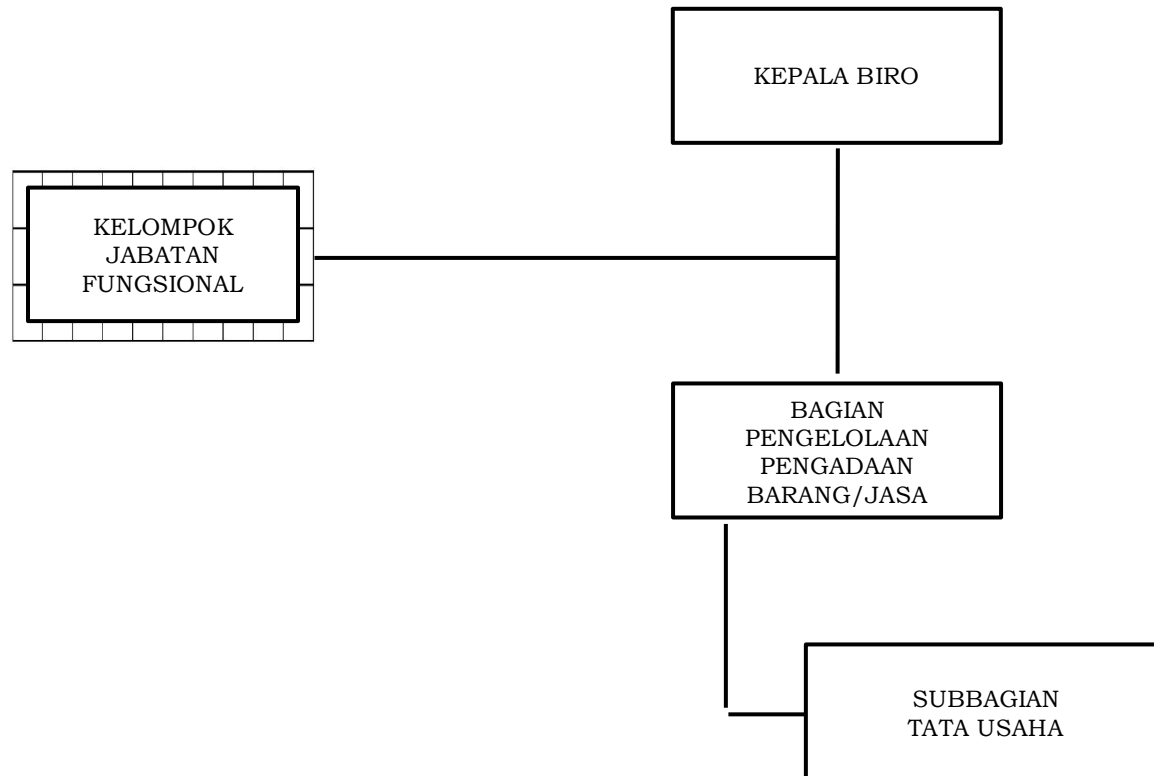 KEPALA BIRO
KELOMPOK
JABATAN
FUNGSIONAL
BAGIAN
PENGELOLAAN
PENGADAAN
BARANG/JASA
SUBBAGIAN
TATA USAHA